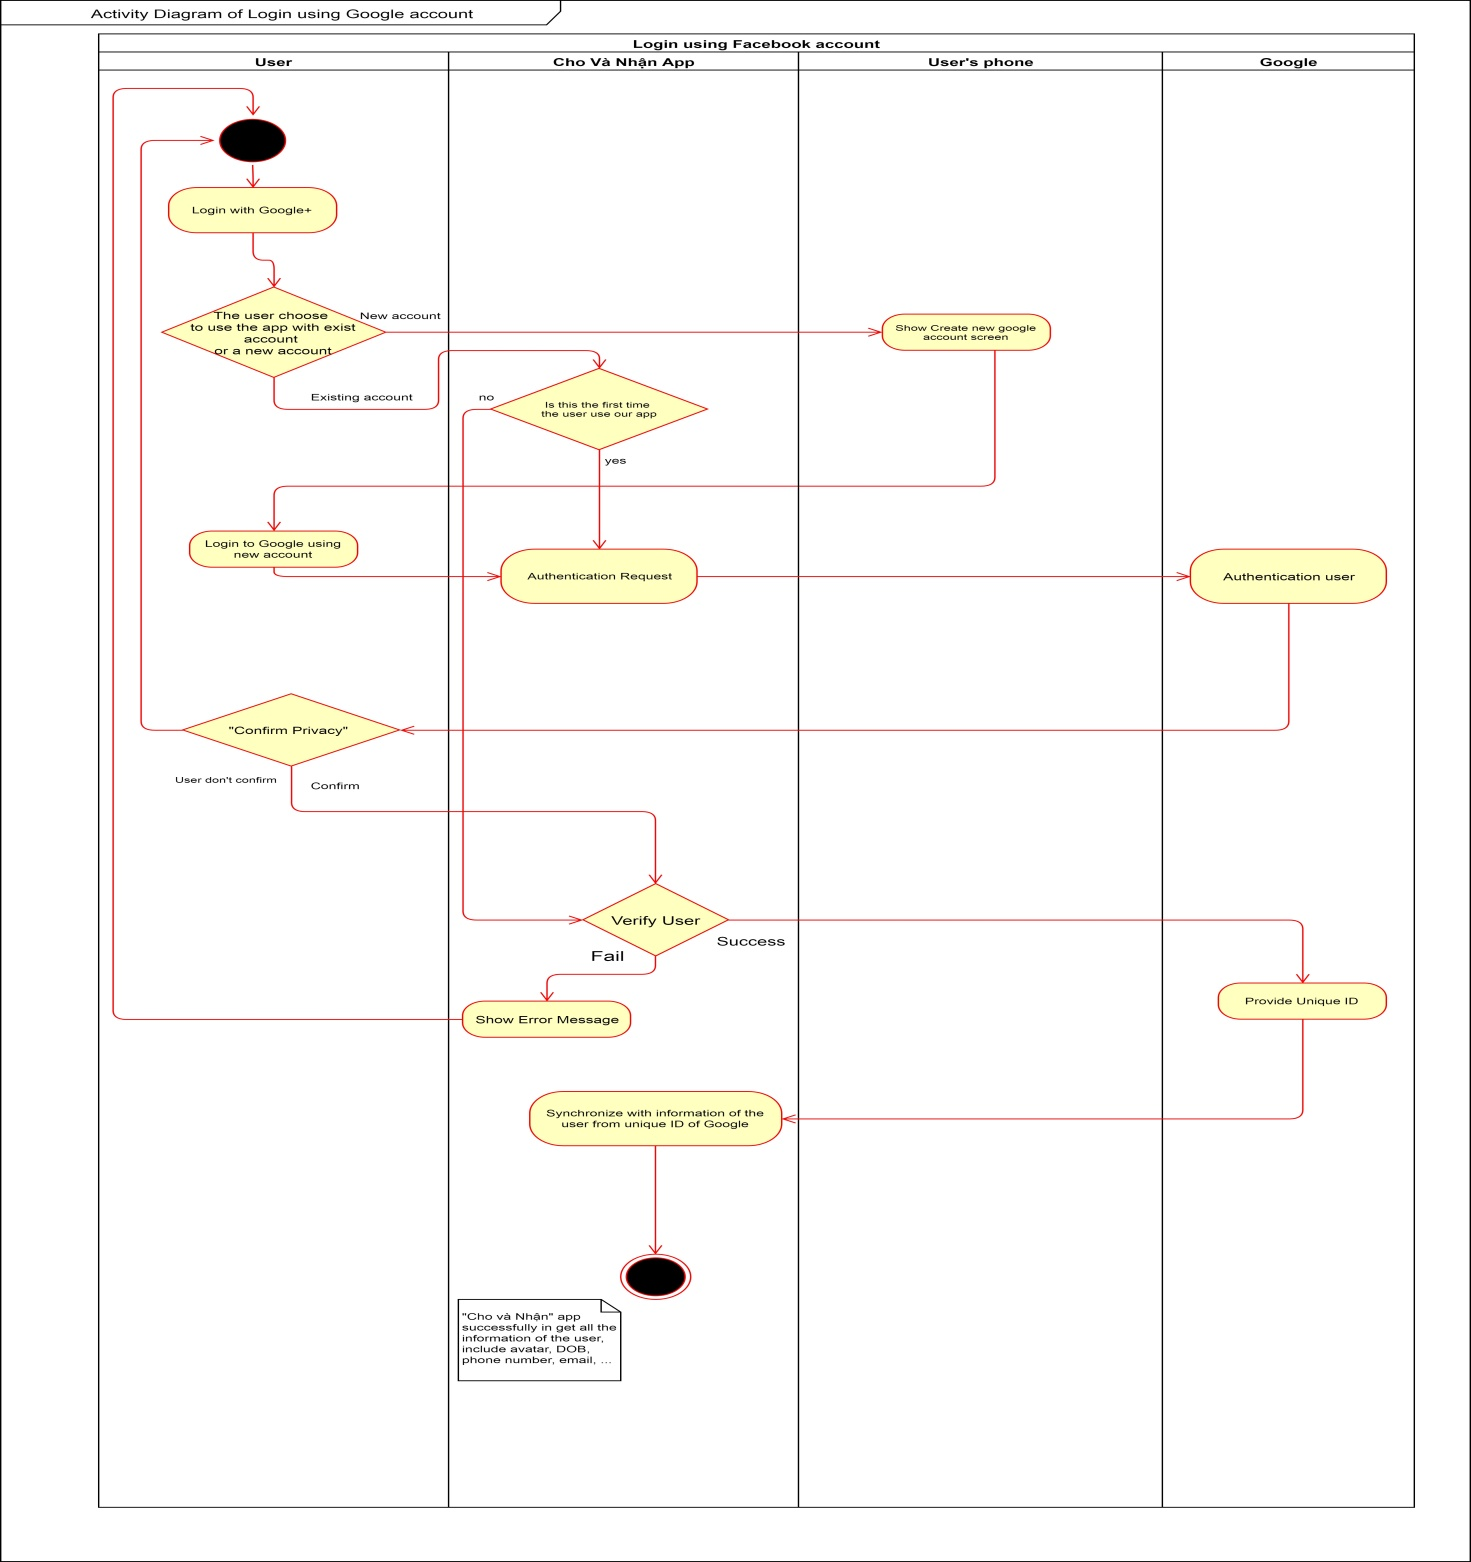 Activity Diagram of Login using Google account
Login using Facebook account
User
Cho Và Nhận App
User's phone
Google
Login with Google+
The user choose
to use the app with exist
account
or a new account
New account
Show Create new google
account screen
Existing account
no
Is this the first time
the user use our app
yes
Login to Google using
new account
Authentication Request
Authentication user
"Confirm Privacy"
User don't confirm
Confirm
Verify User
Success
Fail
Show Error Message
Provide Unique ID
Synchronize with information of the
user from unique ID of Google
"Cho và Nhận" app
successfully in get all the
information of the user,
include avatar, DOB,
phone number, email, ...